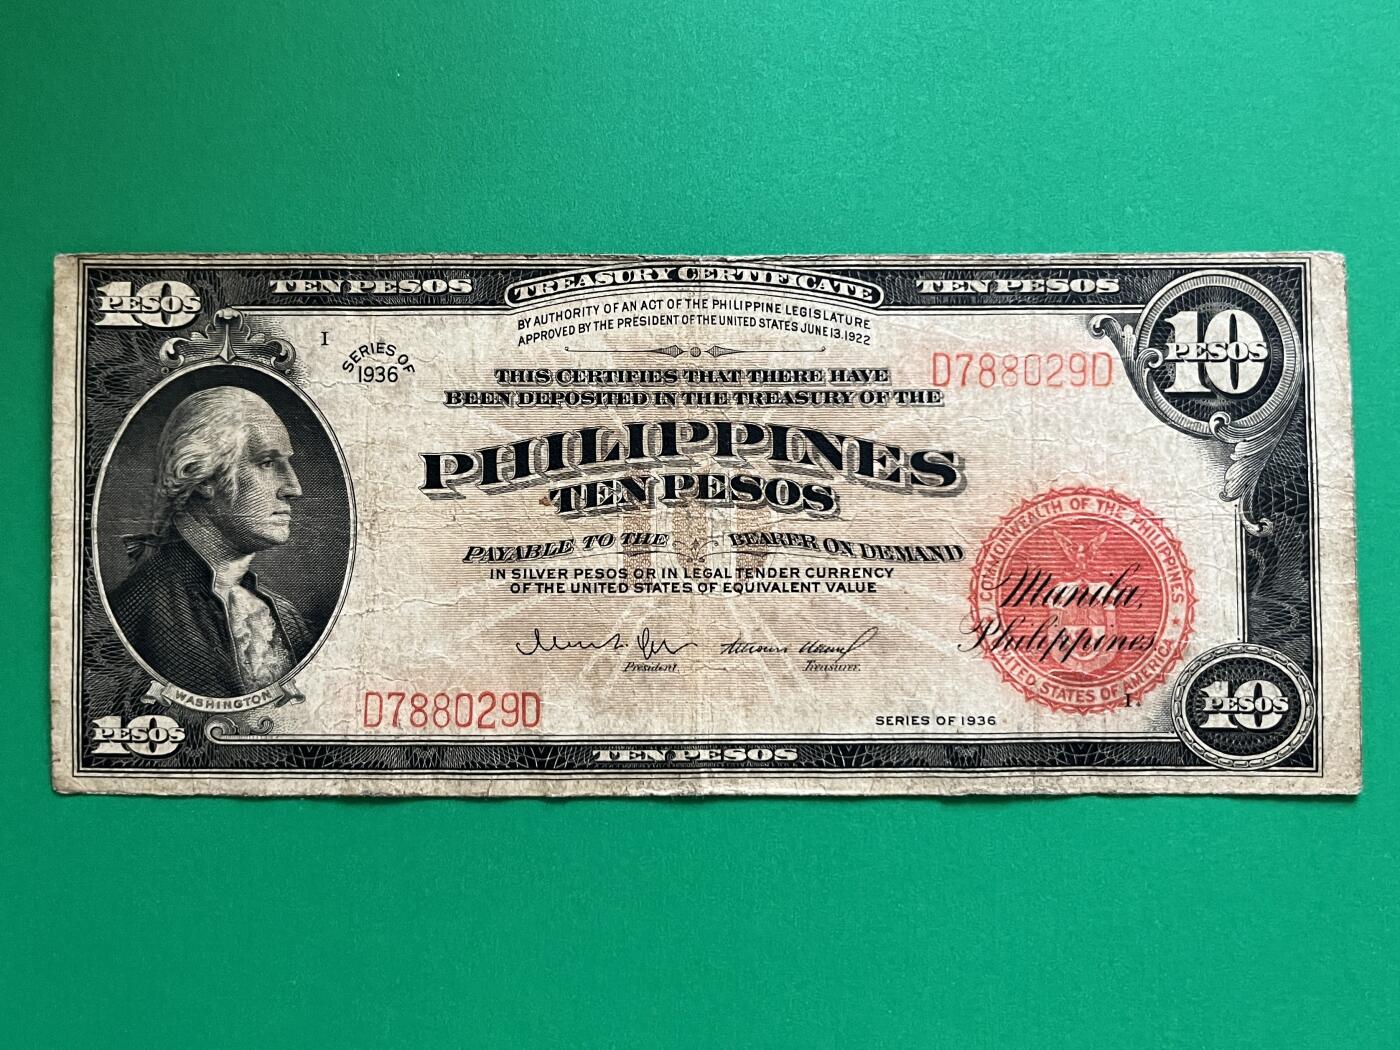 10 PESOS
TEN PESOS
TREASURY CERTIFICATE
TEN PESOS
10 PESOS
BY AUTHORITY OF AN ACT OF THE PHILIPPINE LEGISLATURE
APPROVED BY THE PRESIDENT OF THE UNITED STATES JUNE 13, 1922
I
SERIES OF
1936
D788029D
THIS CERTIFIES THAT THERE HAVE
BEEN DEPOSITED IN THE TREASURY OF THE
PHILIPPINES
TEN PESOS
PAYABLE TO THE BEARER ON DEMAND
IN SILVER PESOS OR IN LEGAL TENDER CURRENCY
OF THE UNITED STATES OF EQUIVALENT VALUE
COMMONWEALTH OF THE PHILIPPINES
UNITED STATES OF AMERICA
Manila,
Philippines.
President.
Treasurer.
WASHINGTON
D788029D
SERIES OF 1936
1.
10 PESOS
TEN PESOS
10 PESOS